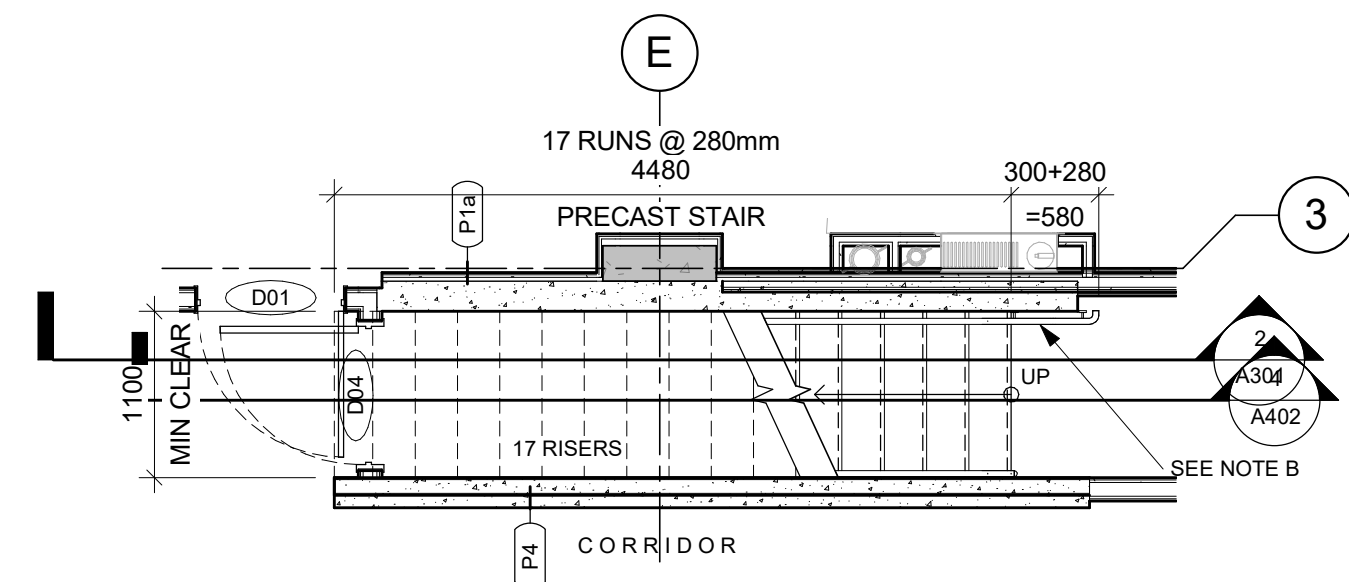 E
17 RUNS @ 280mm
4480
300+280
=580
P1a
PRECAST STAIR
3
D01
1100
MIN CLEAR
D04
2
A301
UP
4
A402
17 RISERS
SEE NOTE B
P4
CORRIDOR